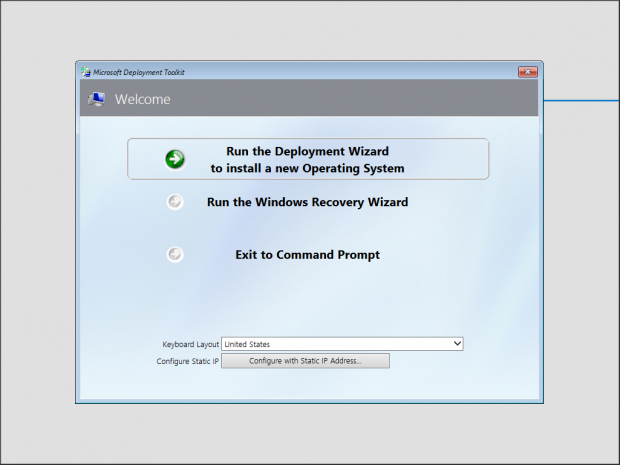 Microsoft Deployment Toolkit
Welcome
Run the Deployment Wizard
to install a new Operating System
Run the Windows Recovery Wizard
Exit to Command Prompt
Keyboard Layout United States
Configure Static IP Configure with Static IP Address...